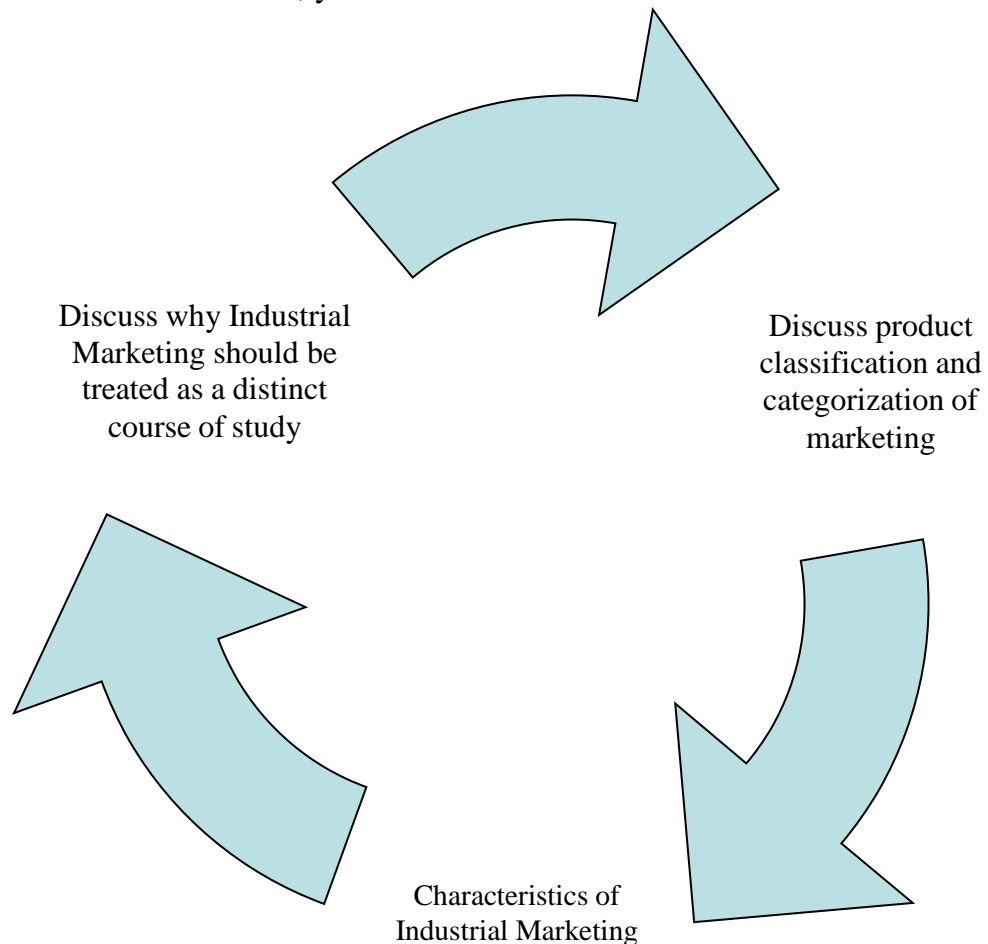 Discuss why Industrial
Marketing should be
treated as a distinct
course of study
Discuss product
classification and
categorization of
marketing
Characteristics of
Industrial Marketing